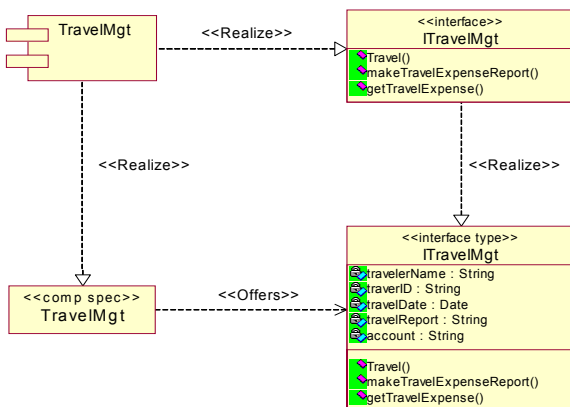 TravelMgt
<<Realize>>
<<interface>>
ITravelMgt
Travel()
makeTravelExpenseReport()
getTravelExpense()
<<Realize>>
<<Realize>>
<<comp spec>>
TravelMgt
<<Offers>>
<<interface type>>
ITravelMgt
travelerName : String
traverID : String
travelDate : Date
travelReport : String
account : String
Travel()
makeTravelExpenseReport()
getTravelExpense()